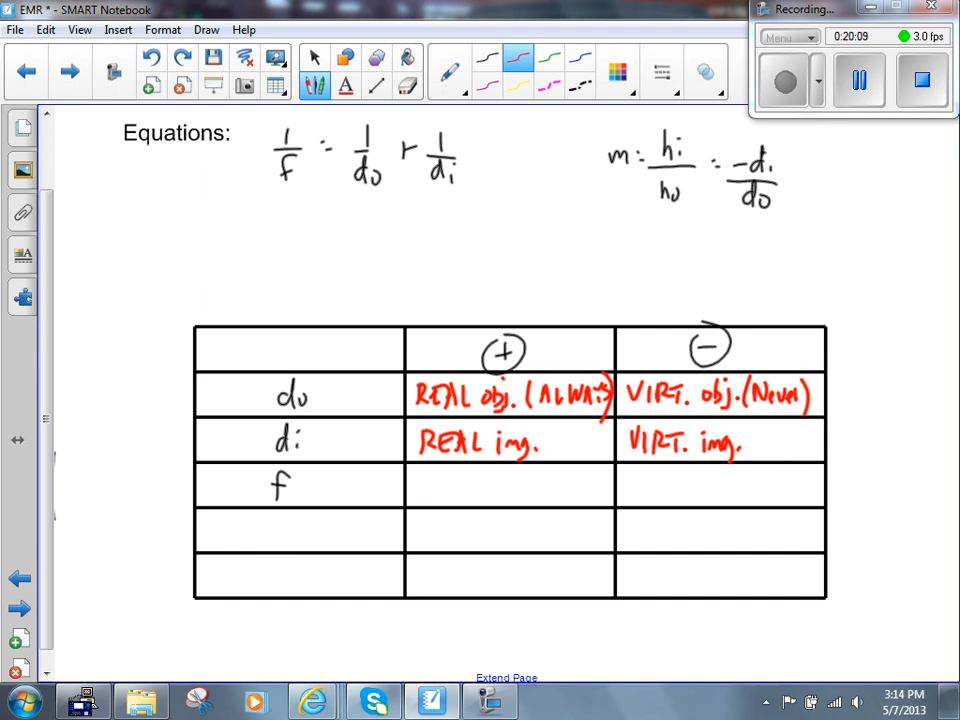 EMR * - SMART Notebook
Recording...
File Edit View Insert Format Draw Help
Menu
0:20:09
3.0 fps
Equations:
1/f = 1/do + 1/di
m = hi/ho = -di/do
+ -
do REAL obj. (ALWAYS) VIRT. obj. (Never)
di REAL img. VIRT. img.
f
Extend Page
3:14 PM
5/7/2013